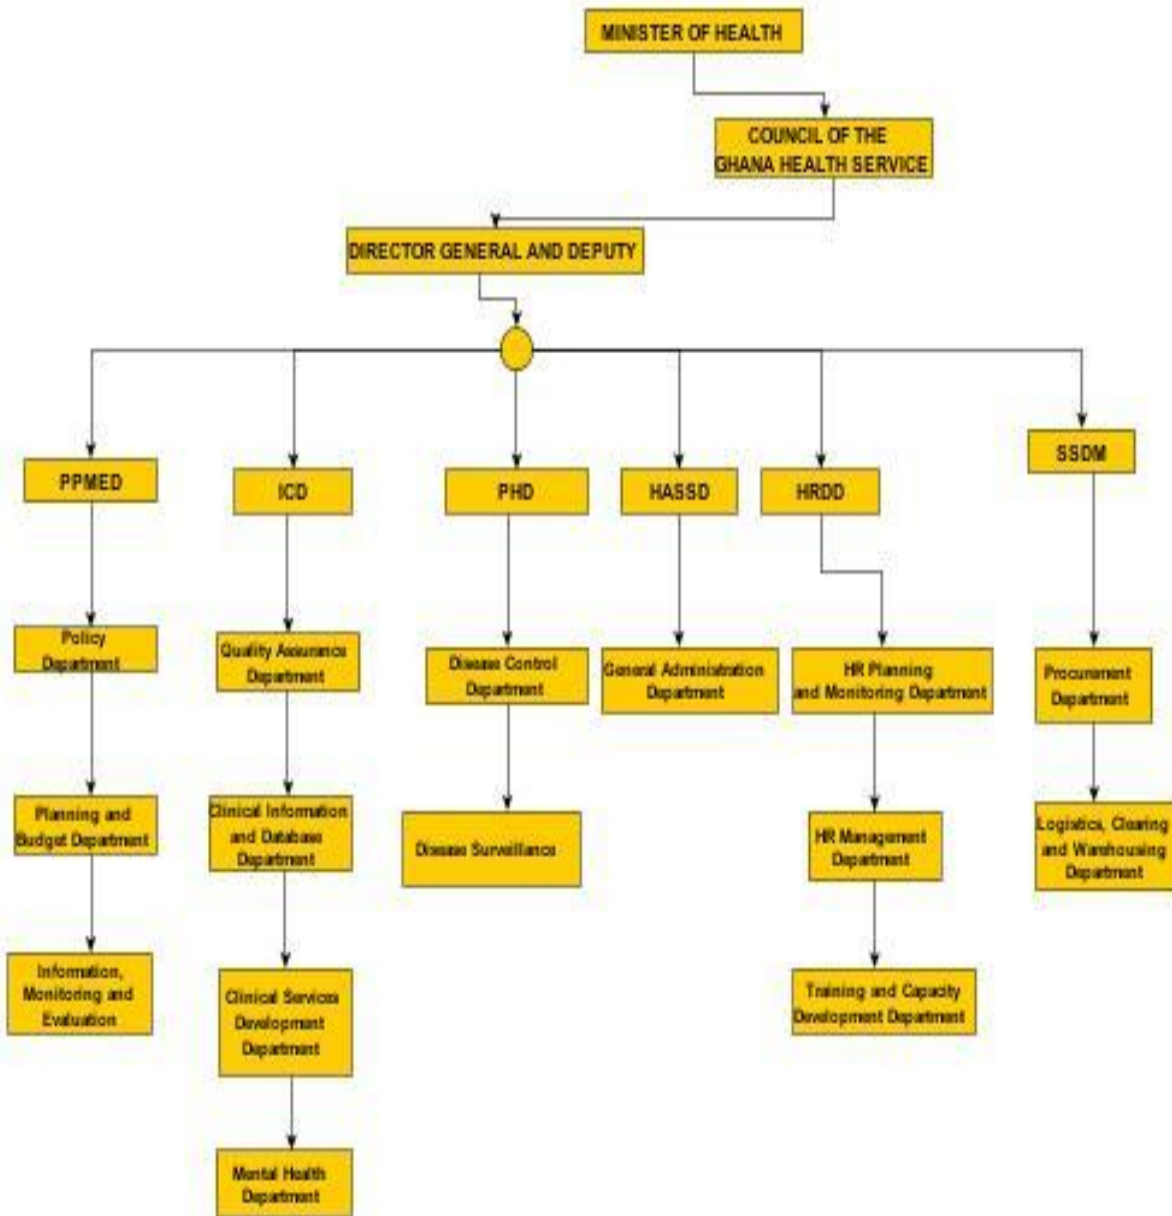 MINISTER OF HEALTH
COUNCIL OF THE
GHANA HEALTH SERVICE
DIRECTOR GENERAL AND DEPUTY
PPMED
ICD
PHD
HASSD
HRDD
SSDM
Policy
Department
Quality Assurance
Department
Disease Control
Department
General Administration
Department
HR Planning
and Monitoring Department
Procurement
Department
Planning and
Budget Department
Clinical Information
and Database
Department
Disease Surveillance
HR Management
Department
Logistics, Clearing
and Warehousing
Department
Information,
Monitoring and
Evaluation
Clinical Services
Development
Department
Training and Capacity
Development Department
Mental Health
Department